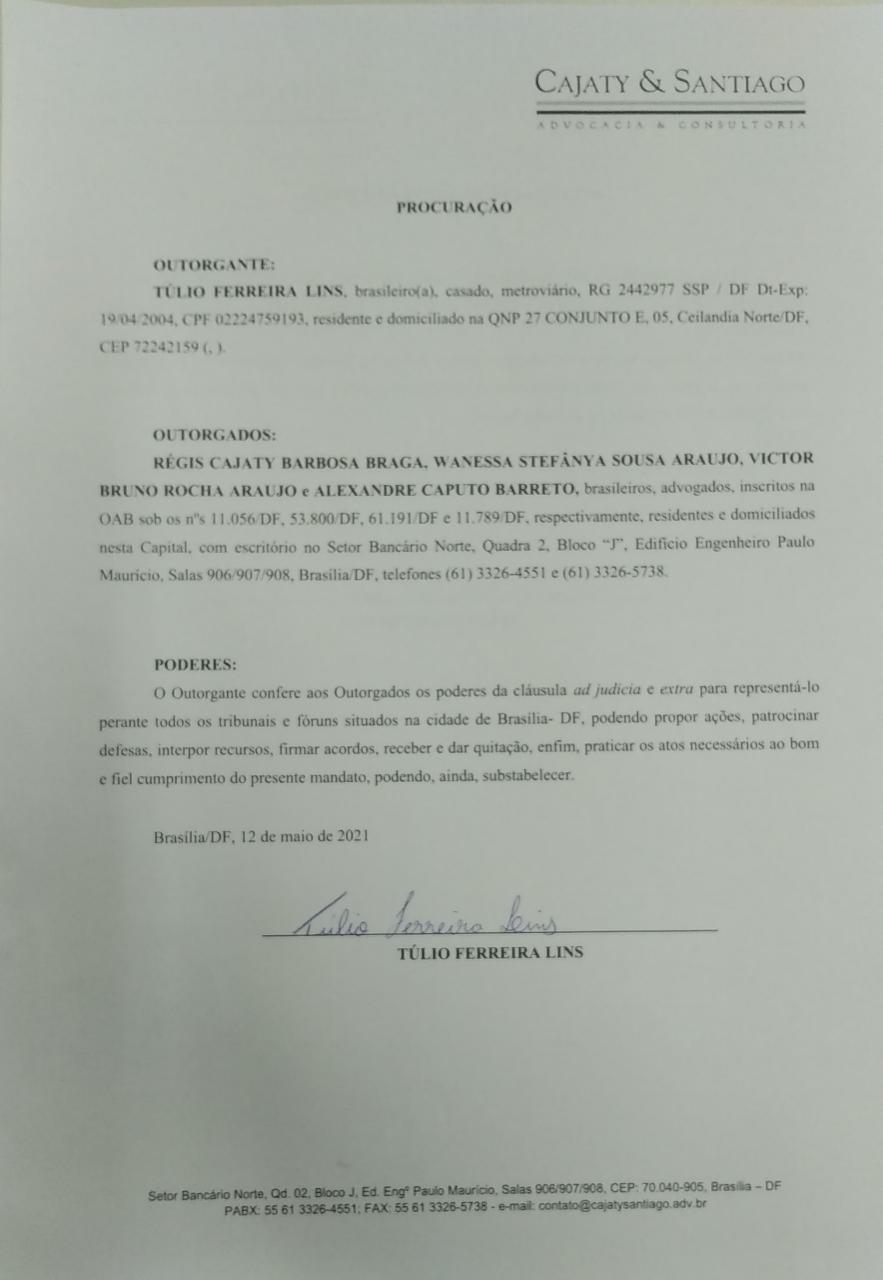 CAJATY & SANTIAGO
ADVOCACIA & CONSULTORIA
PROCURAÇÃO
OUTORGANTE:
TÚLIO FERREIRA LINS, brasileiro(a), casado, metroviário, RG 2442977 SSP / DF Dt-Exp:
19/04/2004, CPF 02224759193, residente e domiciliado na QNP 27 CONJUNTO E, 05, Ceilandia Norte/DF,
CEP 72242159 (, ).
OUTORGADOS:
RÉGIS CAJATY BARBOSA BRAGA, WANESSA STEFÂNYA SOUSA ARAUJO, VICTOR
BRUNO ROCHA ARAUJO e ALEXANDRE CAPUTO BARRETO, brasileiros, advogados, inscritos na
OAB sob os nºs 11.056/DF, 53.800/DF, 61.191/DF e 11.789/DF, respectivamente, residentes e domiciliados
nesta Capital, com escritório no Setor Bancário Norte, Quadra 2, Bloco “J”, Edifício Engenheiro Paulo
Maurício, Salas 906/907/908, Brasília/DF, telefones (61) 3326-4551 e (61) 3326-5738.
PODERES:
O Outorgante confere aos Outorgados os poderes da cláusula ad judicia e extra para representá-lo
perante todos os tribunais e fóruns situados na cidade de Brasília- DF, podendo propor ações, patrocinar
defesas, interpor recursos, firmar acordos, receber e dar quitação, enfim, praticar os atos necessários ao bom
e fiel cumprimento do presente mandato, podendo, ainda, substabelecer.
Brasília/DF, 12 de maio de 2021
Túlio Ferreira Lins
TÚLIO FERREIRA LINS
Setor Bancário Norte, Qd. 02, Bloco J, Ed. Engº Paulo Maurício, Salas 906/907/908, CEP: 70.040-905, Brasília – DF
PABX: 55 61 3326-4551; FAX: 55 61 3326-5738 - e-mail: contato@cajatysantiago.adv.br